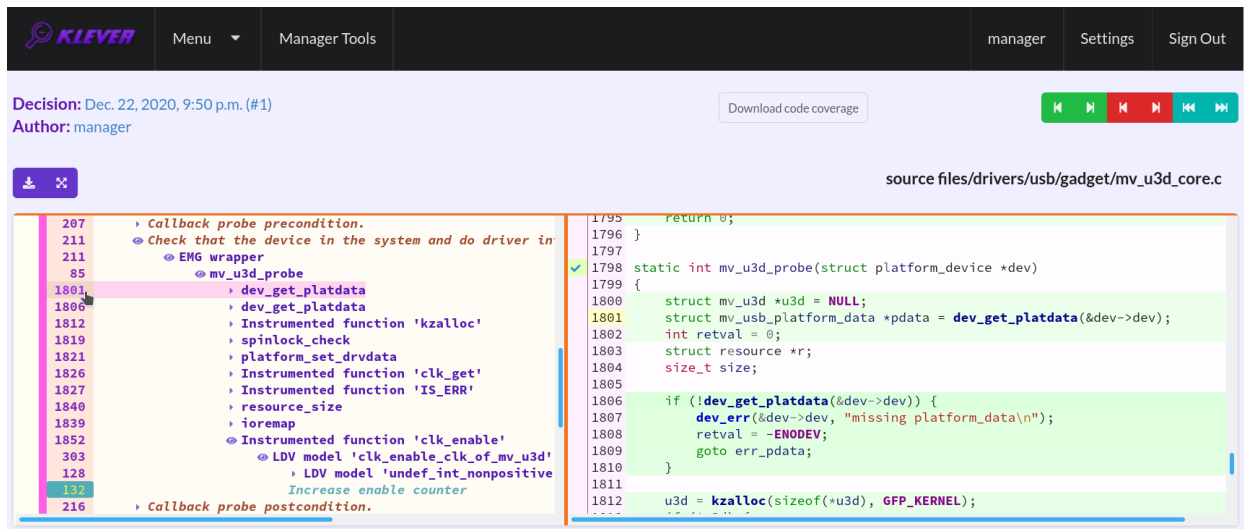 KLEVER Menu Manager Tools manager Settings Sign Out
Decision: Dec. 22, 2020, 9:50 p.m. (#1)
Author: manager
Download code coverage
source files/drivers/usb/gadget/mv_u3d_core.c
207 Callback probe precondition.
211 Check that the device in the system and do driver in
211 EMG wrapper
85 mv_u3d_probe
1801 dev_get_platdata
1806 dev_get_platdata
1812 Instrumented function 'kzalloc'
1819 spinlock_check
1821 platform_set_drvdata
1826 Instrumented function 'clk_get'
1827 Instrumented function 'IS_ERR'
1840 resource_size
1839 ioremap
1852 Instrumented function 'clk_enable'
303 LDV model 'clk_enable_clk_of_mv_u3d'
128 LDV model 'undef_int_nonpositive
132 Increase enable counter
216 Callback probe postcondition.
1795 return 0;
1796 }
1797
1798 static int mv_u3d_probe(struct platform_device *dev)
1799 {
1800 struct mv_u3d *u3d = NULL;
1801 struct mv_usb_platform_data *pdata = dev_get_platdata(&dev->dev);
1802 int retval = 0;
1803 struct resource *r;
1804 size_t size;
1805
1806 if (!dev_get_platdata(&dev->dev)) {
1807 dev_err(&dev->dev, "missing platform_data\n");
1808 retval = -ENODEV;
1809 goto err_pdata;
1810 }
1811
1812 u3d = kzalloc(sizeof(*u3d), GFP_KERNEL);